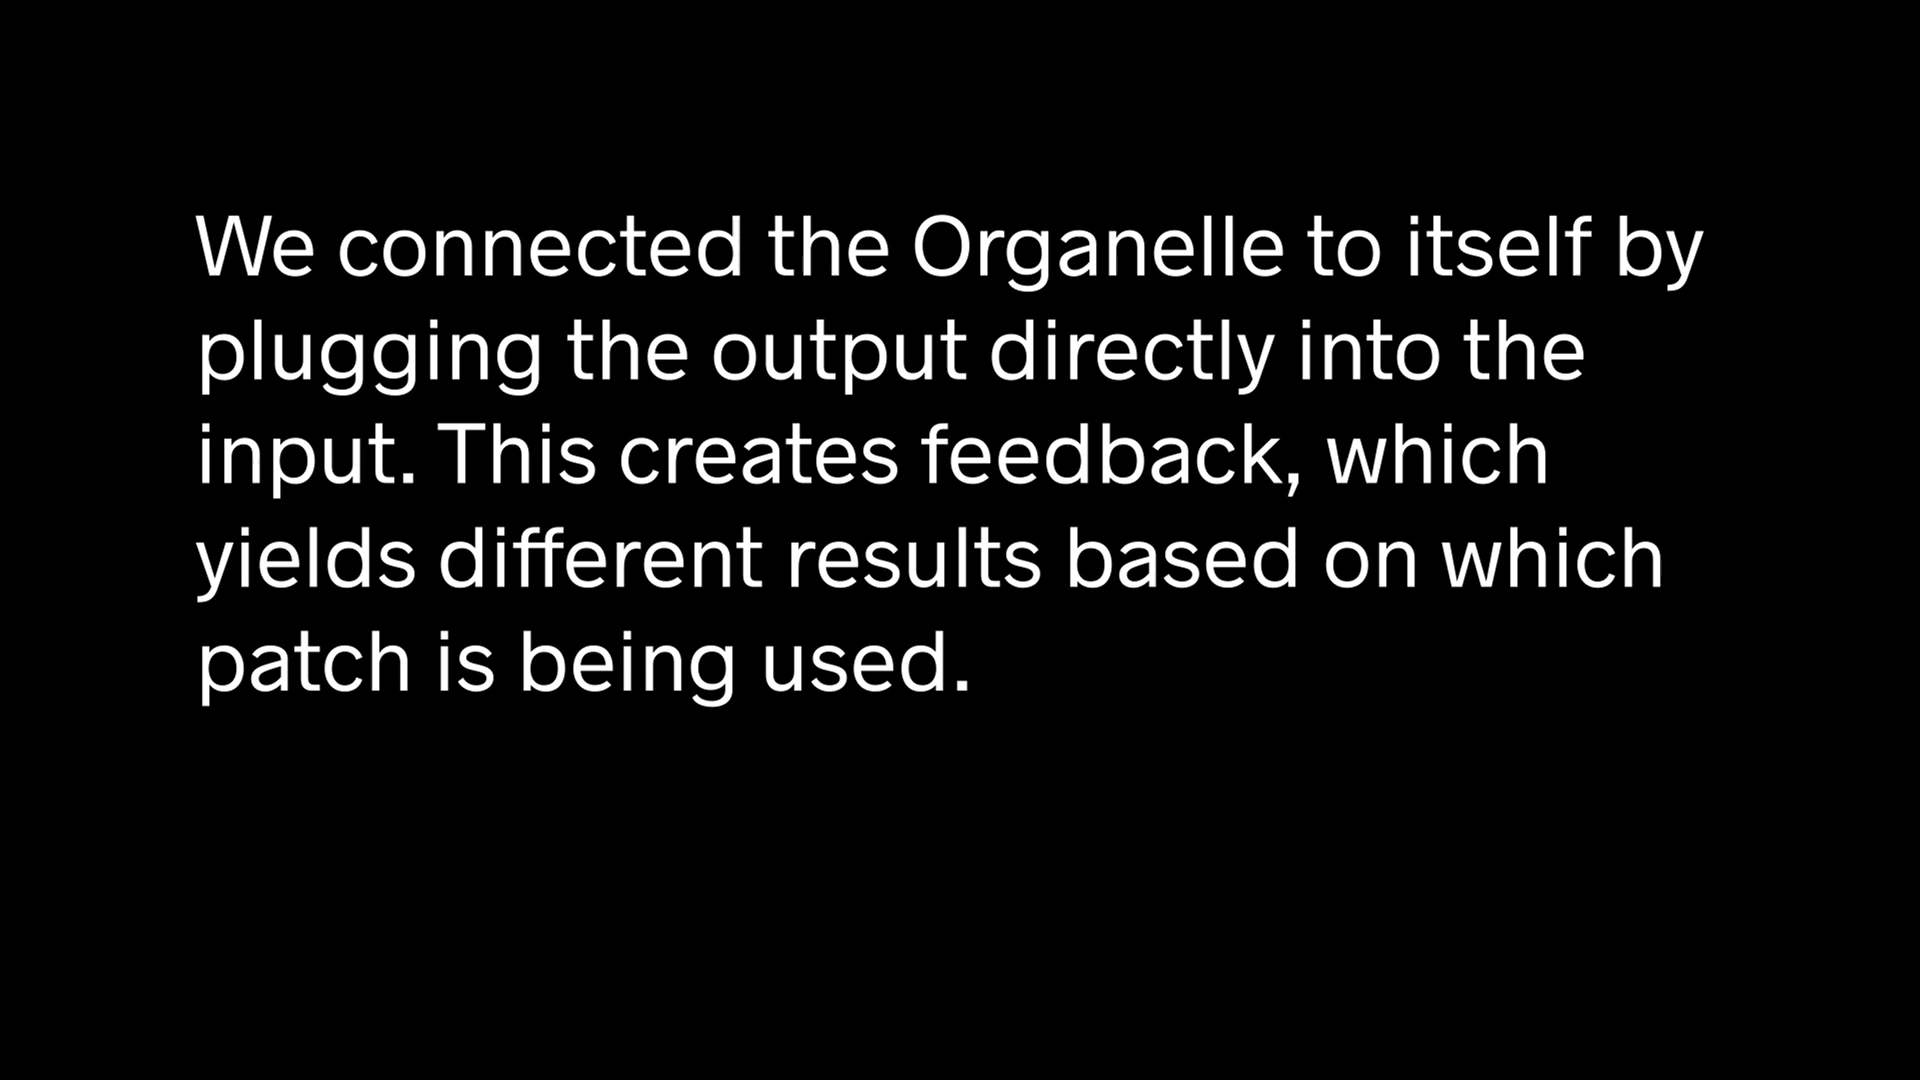 We connected the Organelle to itself by
plugging the output directly into the
input. This creates feedback, which
yields different results based on which
patch is being used.